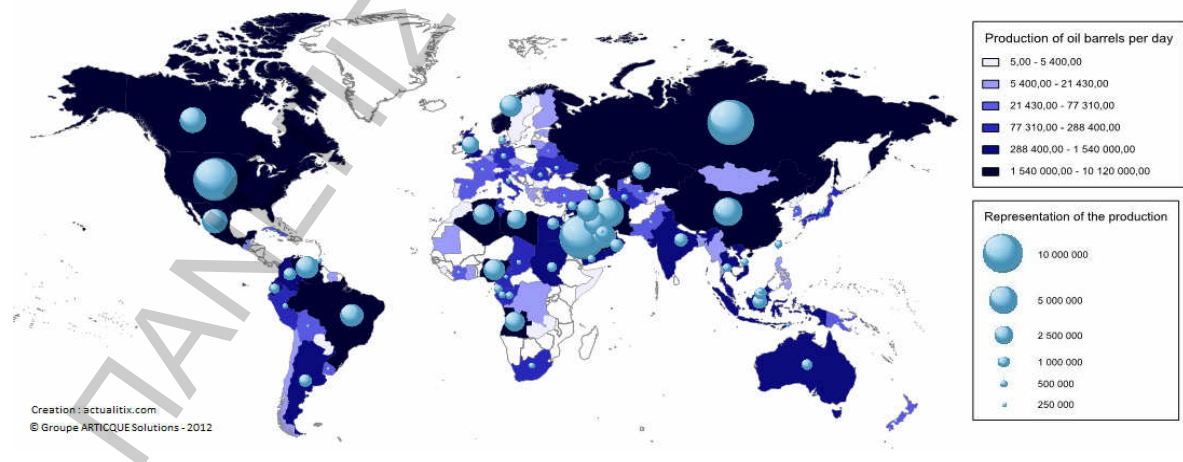 ΠΑΝΕΛΛ
Production of oil barrels per day
5,00 - 5 400,00
5 400,00 - 21 430,00
21 430,00 - 77 310,00
77 310,00 - 288 400,00
288 400,00 - 1 540 000,00
1 540 000,00 - 10 120 000,00
Representation of the production
10 000 000
5 000 000
2 500 000
1 000 000
500 000
250 000
Creation : actualitix.com
© Groupe ARTICQUE Solutions - 2012